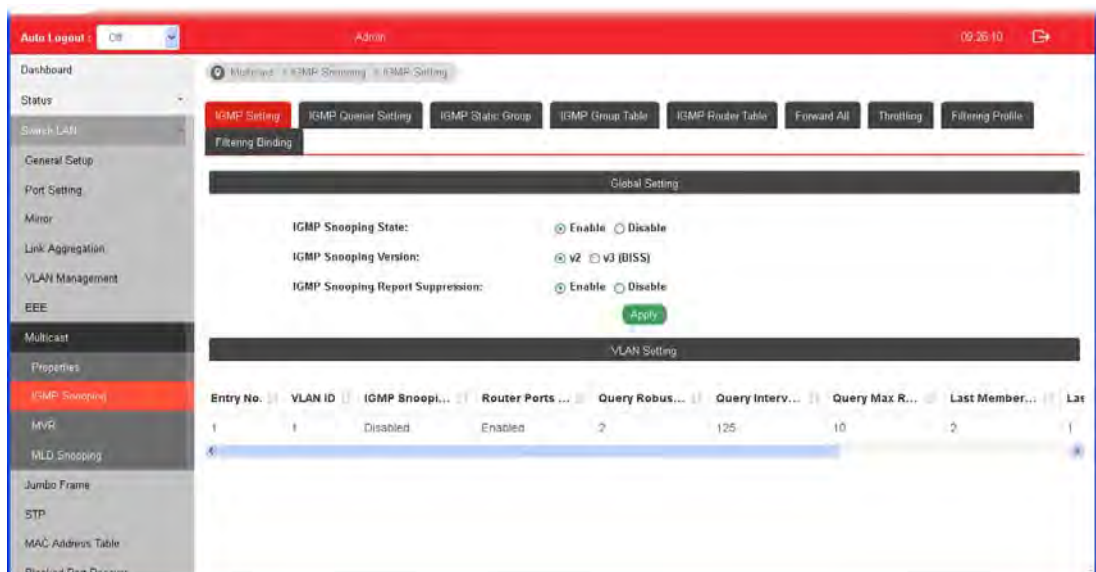 Auto Logout : Off Admin 09:26:10
Dashboard
Multicast » IGMP Snooping » IGMP Setting
Status
IGMP Setting IGMP Querier Setting IGMP Static Group IGMP Group Table IGMP Router Table Forward All Throttling Filtering Profile
Switch LAN
Filtering Binding
General Setup
Port Setting
Global Setting
Mirror
IGMP Snooping State: Enable Disable
Link Aggregation
IGMP Snooping Version: v2 v3 (BISS)
VLAN Management
IGMP Snooping Report Suppression: Enable Disable
EEE
Apply
Multicast
VLAN Setting
Properties
IGMP Snooping
Entry No. VLAN ID IGMP Snoopi... Router Ports ... Query Robus... Query Interv... Query Max R... Last Member... Las
MVR
1 1 Disabled Enabled 2 125 10 2 1
MLD Snooping
Jumbo Frame
STP
MAC Address Table